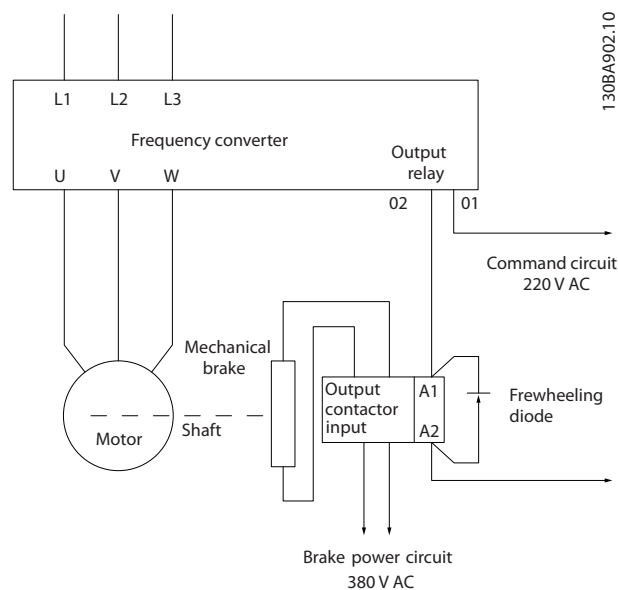 130BA902.10
L1 L2 L3
Frequency converter
Output
relay
U V W
02 01
Command circuit
220 V AC
Mechanical
brake
Output
contactor
input
A1
A2
Frewheeling
diode
Motor
Shaft
Brake power circuit
380 V AC